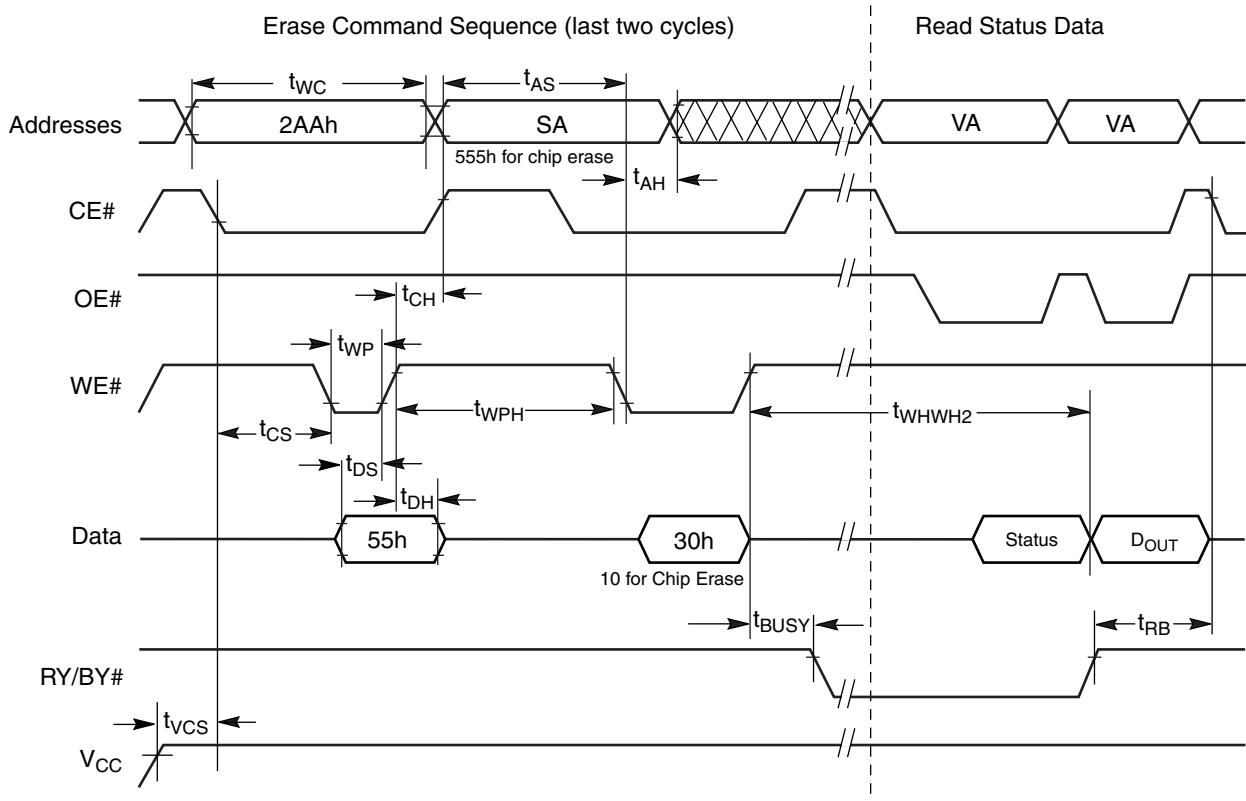 Erase Command Sequence (last two cycles)
Read Status Data
tWC
tAS
Addresses
2AAh
SA
VA
VA
555h for chip erase
tAH
CE#
OE#
tCH
tWP
WE#
tWPH
tWHWH2
tCS
tDS
tDH
Data
55h
30h
Status
DOUT
10 for Chip Erase
tBUSY
tRB
RY/BY#
tVCS
VCC